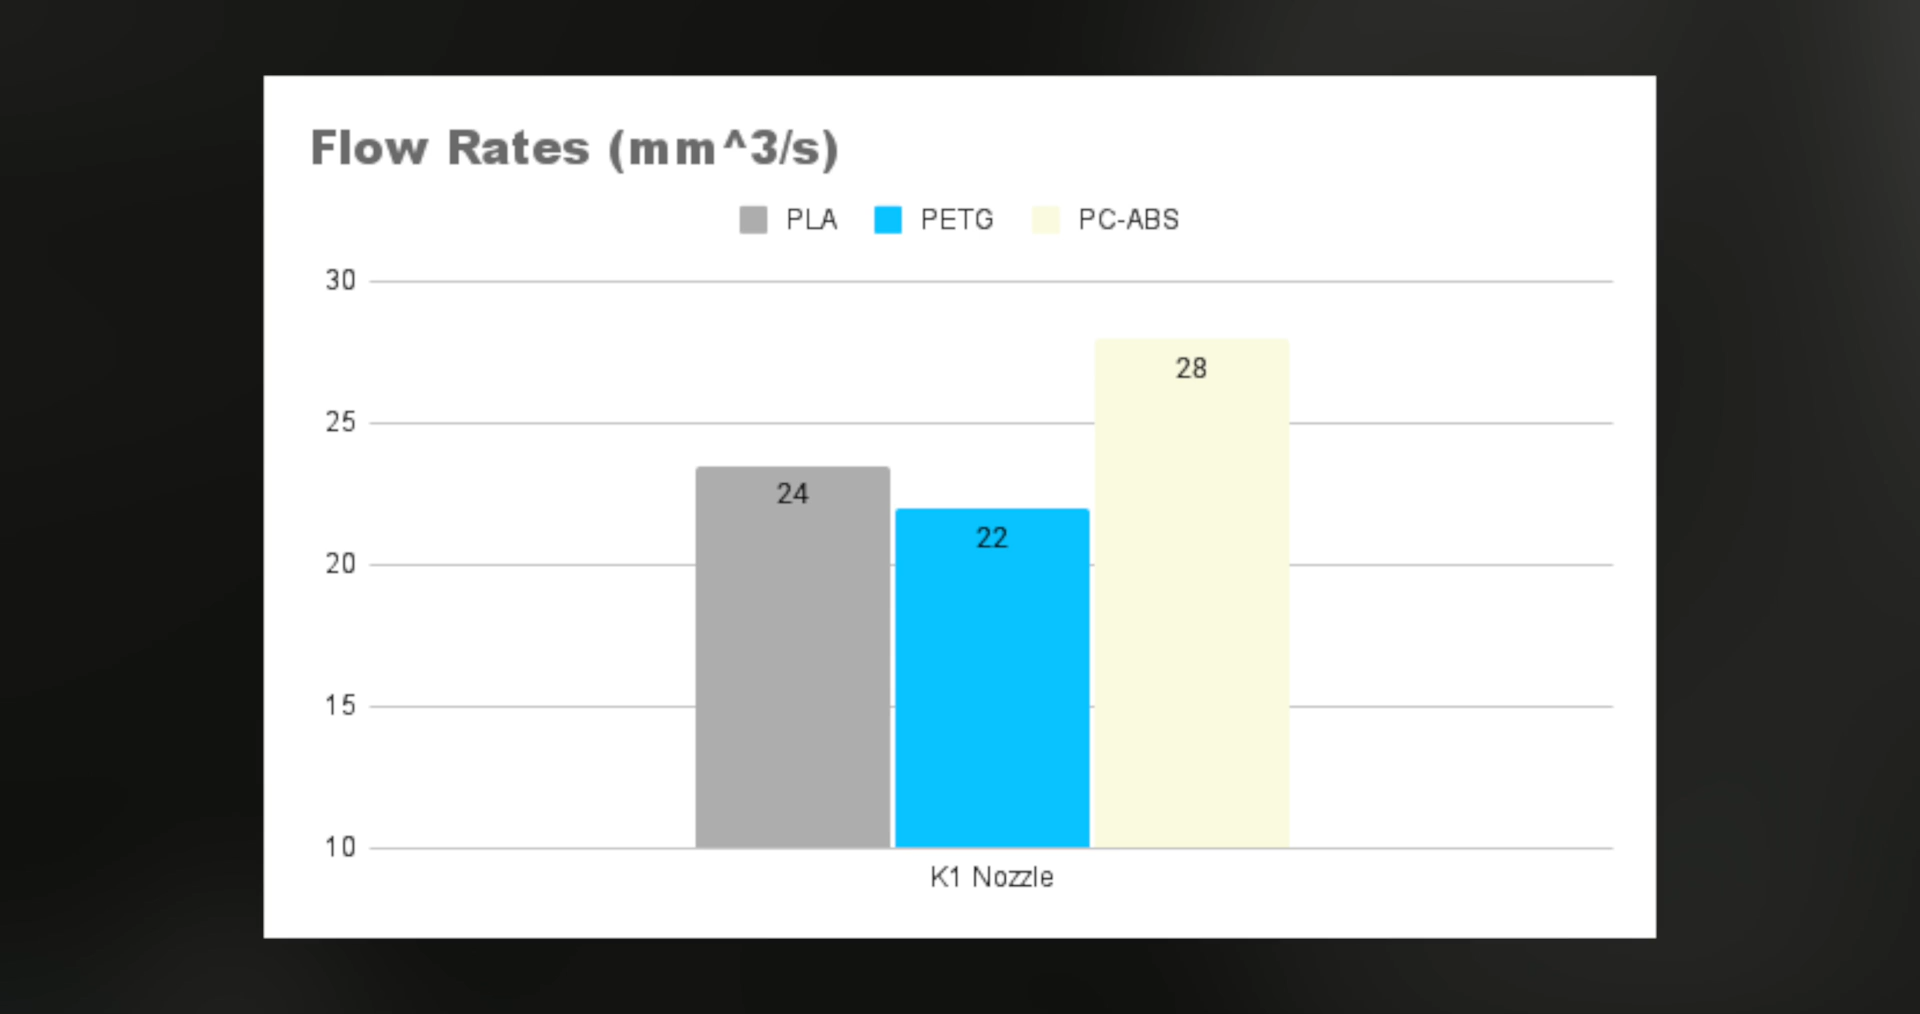 Flow Rates (mm^3/s)
PLA PETG PC-ABS
30
28
25
24
22
20
15
10
K1 Nozzle